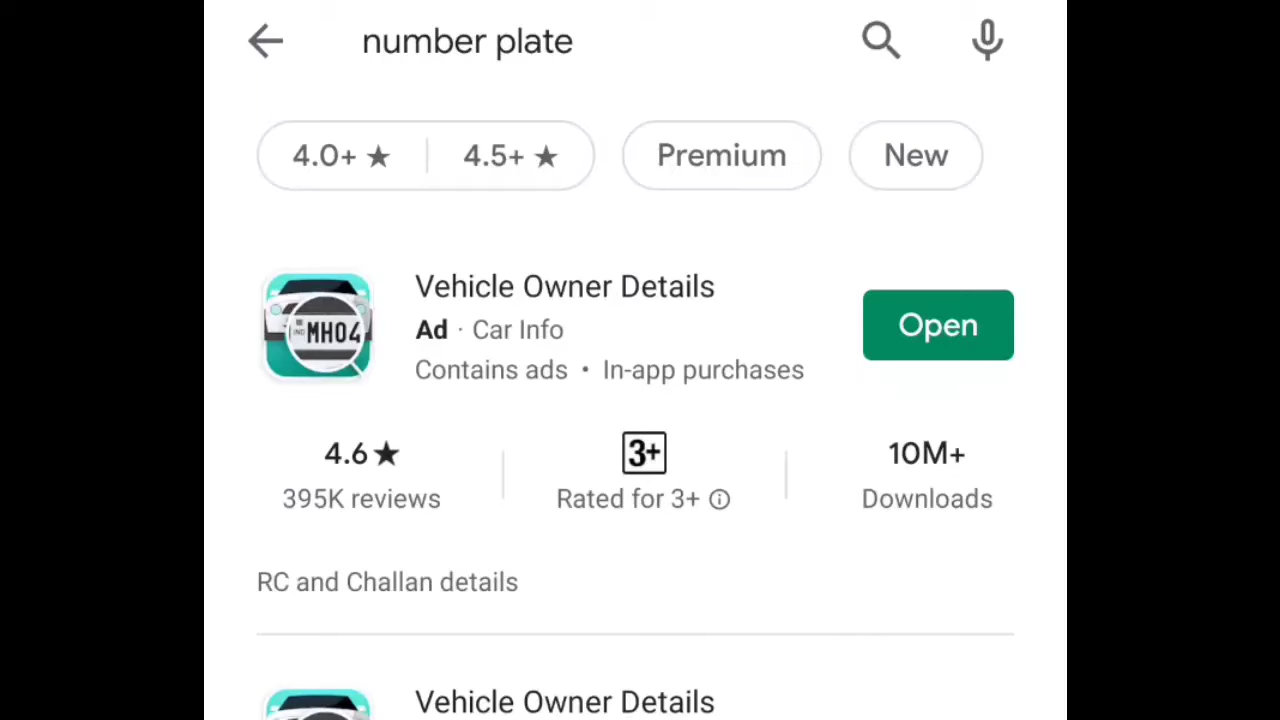 number plate
4.0+ ★ 4.5+ ★ Premium New
Vehicle Owner Details
Ad · Car Info
Contains ads • In-app purchases
Open
IND MH04
4.6 ★ 3+ 10M+
395K reviews Rated for 3+ Downloads
RC and Challan details
Vehicle Owner Details